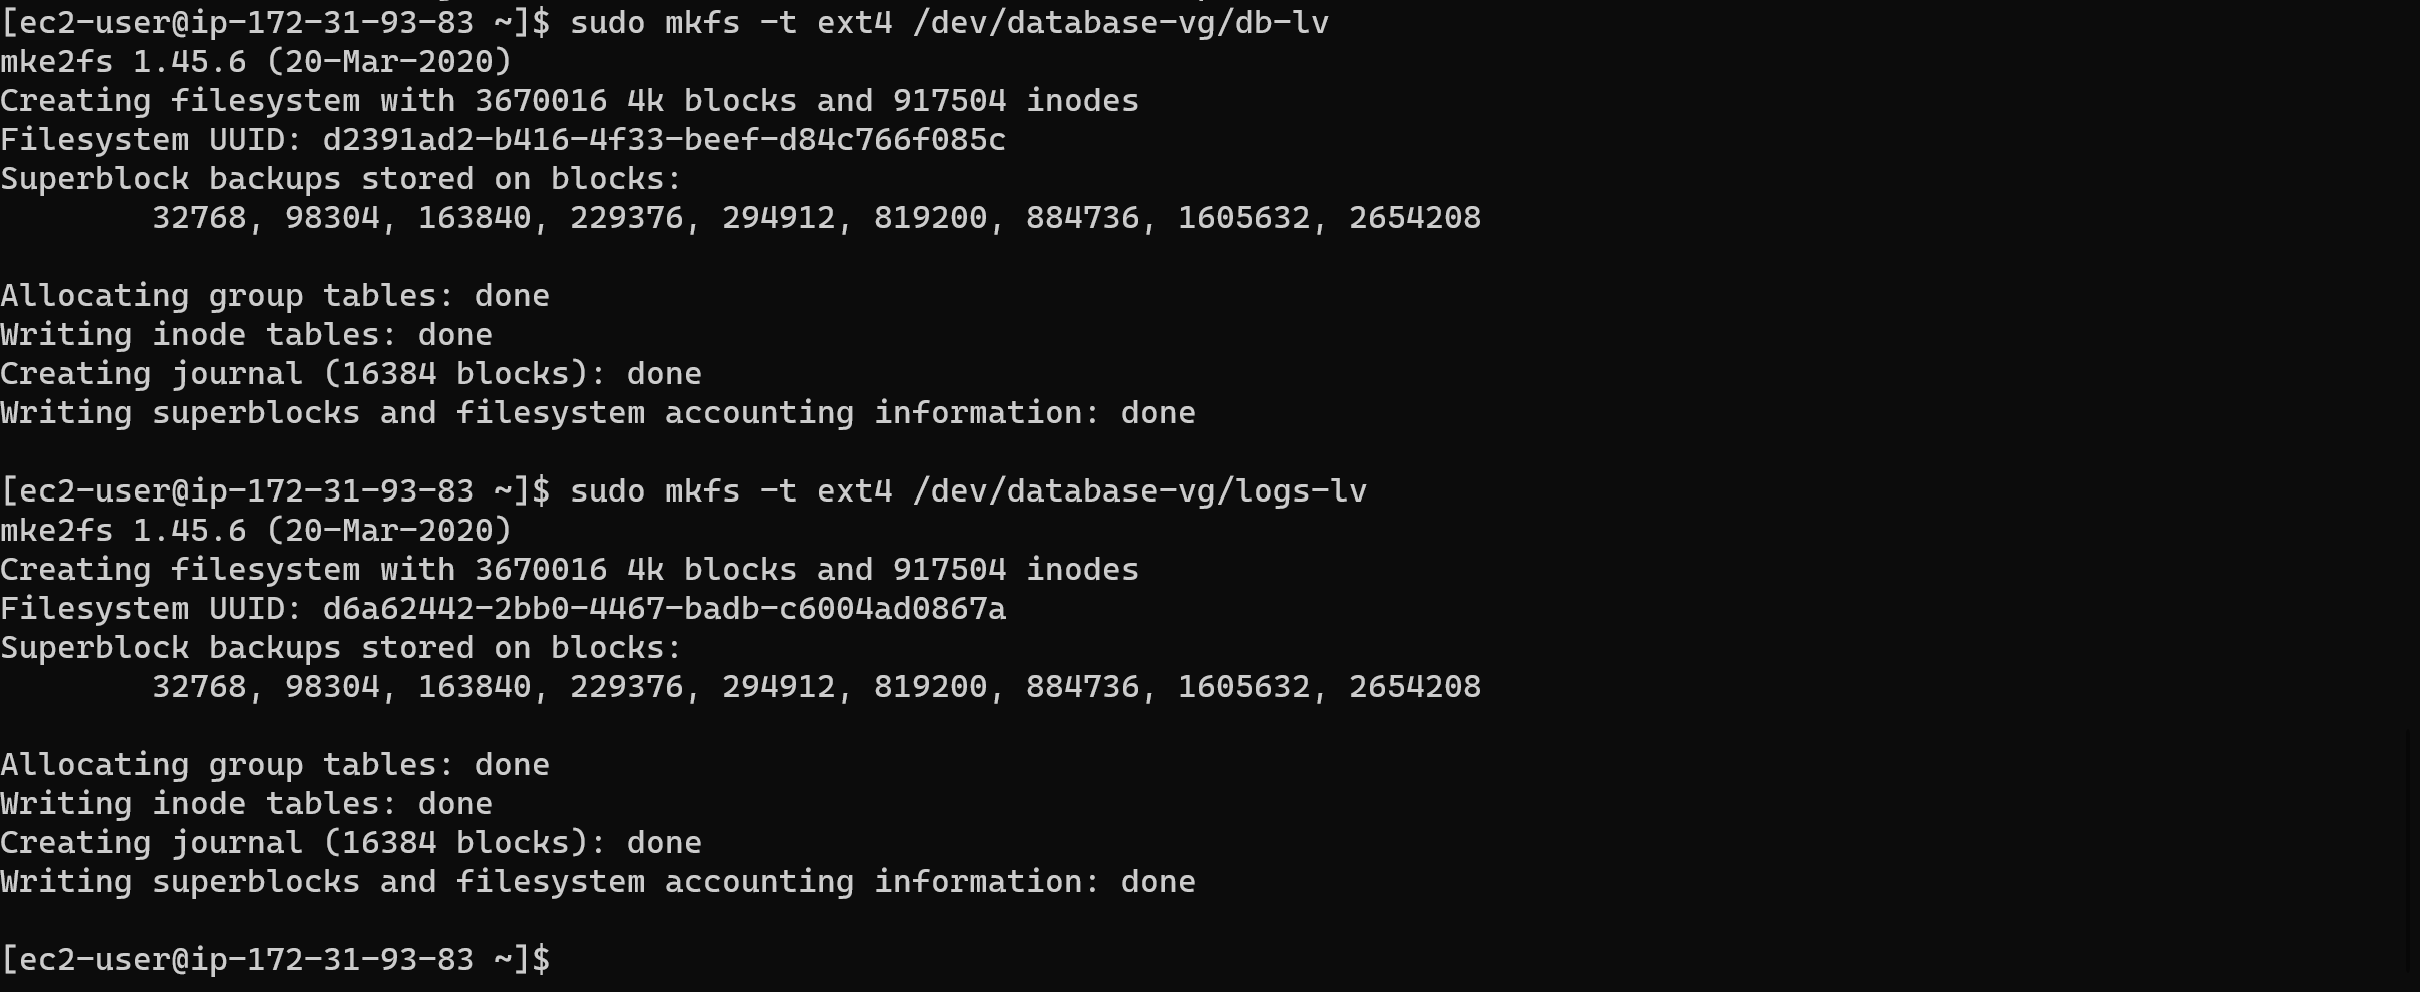 [ec2-user@ip-172-31-93-83 ~]$ sudo mkfs -t ext4 /dev/database-vg/db-lv
mke2fs 1.45.6 (20-Mar-2020)
Creating filesystem with 3670016 4k blocks and 917504 inodes
Filesystem UUID: d2391ad2-b416-4f33-beef-d84c766f085c
Superblock backups stored on blocks:
        32768, 98304, 163840, 229376, 294912, 819200, 884736, 1605632, 2654208

Allocating group tables: done
Writing inode tables: done
Creating journal (16384 blocks): done
Writing superblocks and filesystem accounting information: done

[ec2-user@ip-172-31-93-83 ~]$ sudo mkfs -t ext4 /dev/database-vg/logs-lv
mke2fs 1.45.6 (20-Mar-2020)
Creating filesystem with 3670016 4k blocks and 917504 inodes
Filesystem UUID: d6a62442-2bb0-4467-badb-c6004ad0867a
Superblock backups stored on blocks:
        32768, 98304, 163840, 229376, 294912, 819200, 884736, 1605632, 2654208

Allocating group tables: done
Writing inode tables: done
Creating journal (16384 blocks): done
Writing superblocks and filesystem accounting information: done

[ec2-user@ip-172-31-93-83 ~]$